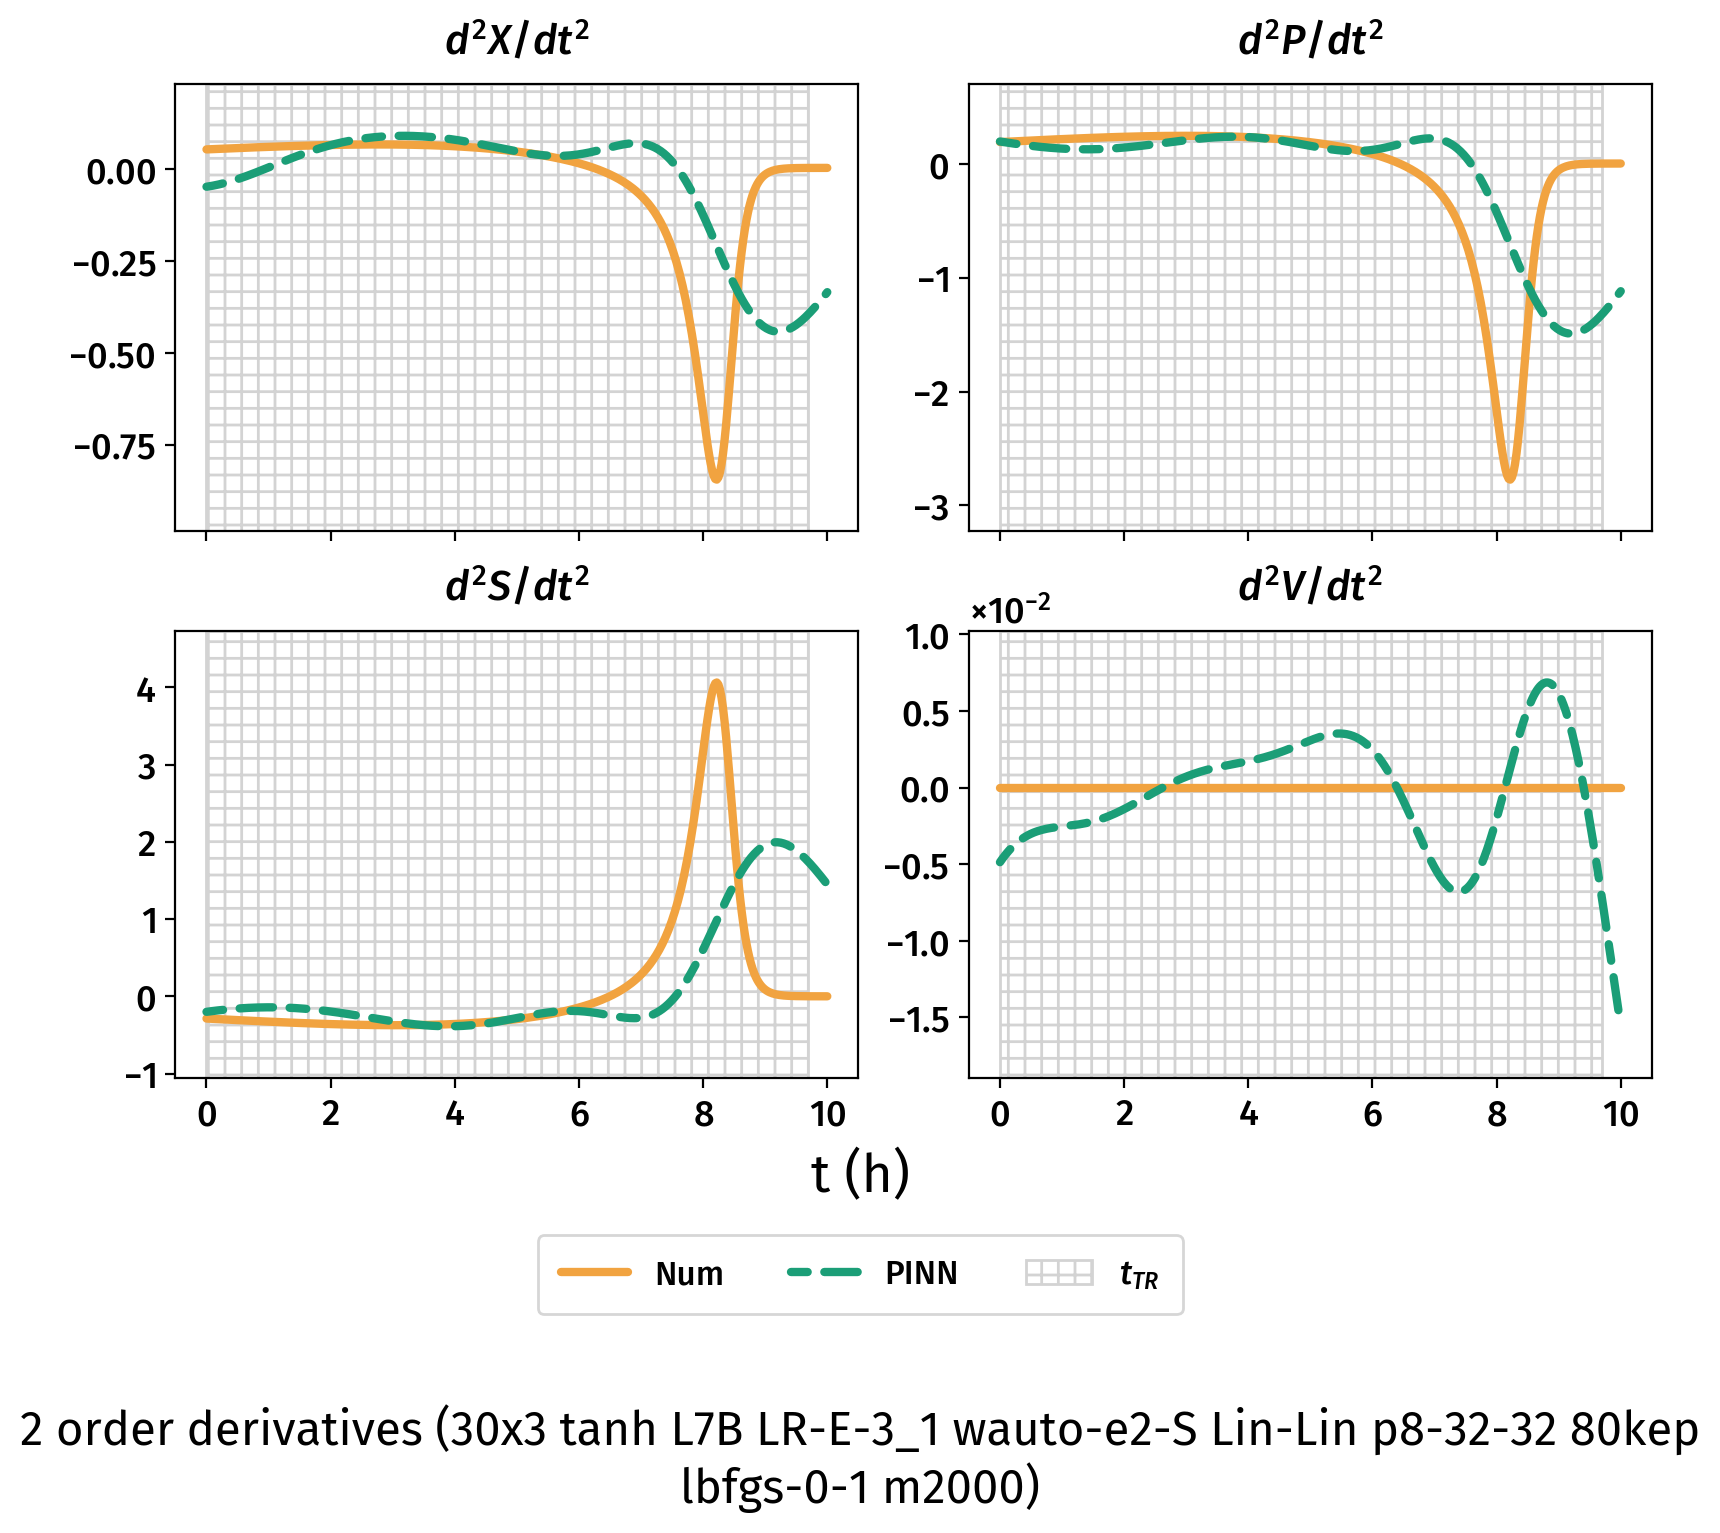 d²X/dt²
d²P/dt²
0.00
−0.25
−0.50
−0.75
0
−1
−2
−3
d²S/dt²
d²V/dt²
×10⁻²
4
3
2
1
0
−1
1.0
0.5
0.0
−0.5
−1.0
−1.5
0 2 4 6 8 10
0 2 4 6 8 10
t (h)
Num PINN t_TR
2 order derivatives (30x3 tanh L7B LR-E-3_1 wauto-e2-S Lin-Lin p8-32-32 80kep
lbfgs-0-1 m2000)